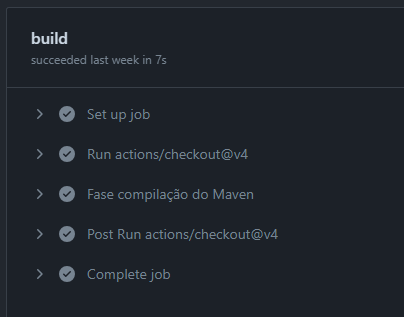 build
succeeded last week in 7s
Set up job
Run actions/checkout@v4
Fase compilação do Maven
Post Run actions/checkout@v4
Complete job